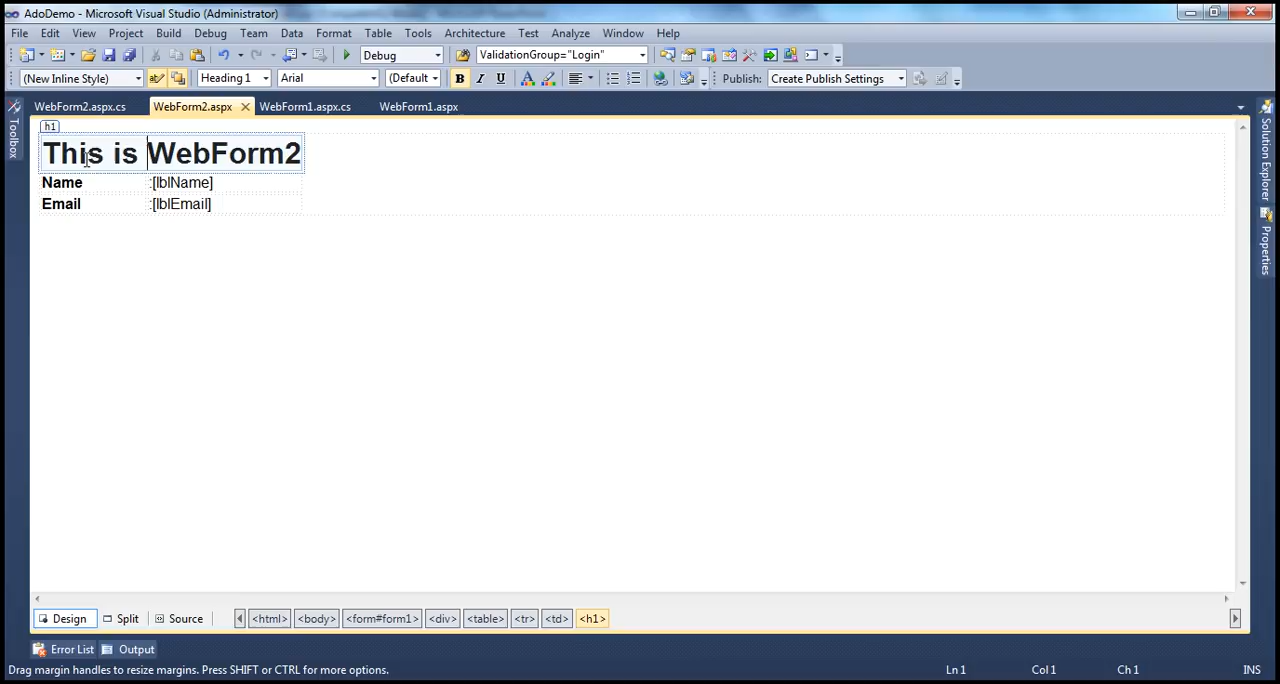 AdoDemo - Microsoft Visual Studio (Administrator)
File Edit View Project Build Debug Team Data Format Table Tools Architecture Test Analyze Window Help
Debug ValidationGroup="Login"
(New Inline Style) Heading 1 Arial (Default B I U A Publish: Create Publish Settings
WebForm2.aspx.cs WebForm2.aspx WebForm1.aspx.cs WebForm1.aspx
Toolbox
h1
This is WebForm2
Name :[lblName]
Email :[lblEmail]
Solution Explorer
Properties
Design Split Source <html> <body> <form#form1> <div> <table> <tr> <td> <h1>
Error List Output
Drag margin handles to resize margins. Press SHIFT or CTRL for more options. Ln 1 Col 1 Ch 1 INS